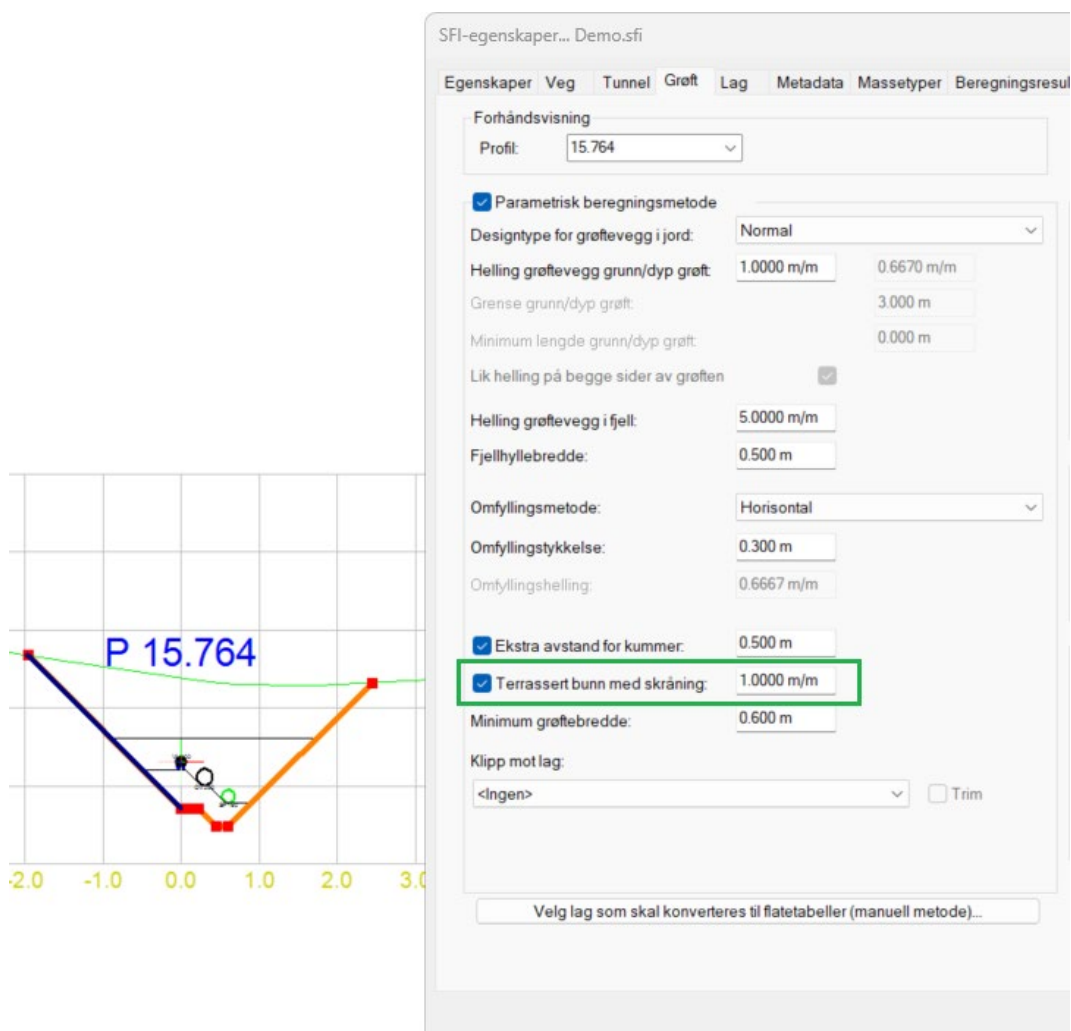 SFI-egenskaper... Demo.sfi
Egenskaper Veg Tunnel Grøft Lag Metadata Massetyper Beregningsresul
Forhåndsvisning
Profil: 15.764
Parametrisk beregningsmetode
Designtype for grøftevegg i jord: Normal
Helling grøftevegg grunn/dyp grøft: 1.0000 m/m 0.6670 m/m
Grense grunn/dyp grøft: 3.000 m
Minimum lengde grunn/dyp grøft: 0.000 m
Lik helling på begge sider av grøften
Helling grøftevegg i fjell: 5.0000 m/m
Fjellhyllebredde: 0.500 m
Omfyllingsmetode: Horisontal
Omfyllingstykkelse: 0.300 m
Omfyllingshelling: 0.6667 m/m
Ekstra avstand for kummer: 0.500 m
Terrassert bunn med skråning: 1.0000 m/m
Minimum grøftebredde: 0.600 m
Klipp mot lag:
<Ingen> Trim
Velg lag som skal konverteres til flatetabeller (manuell metode)...
P 15.764
-2.0 -1.0 0.0 1.0 2.0 3.0